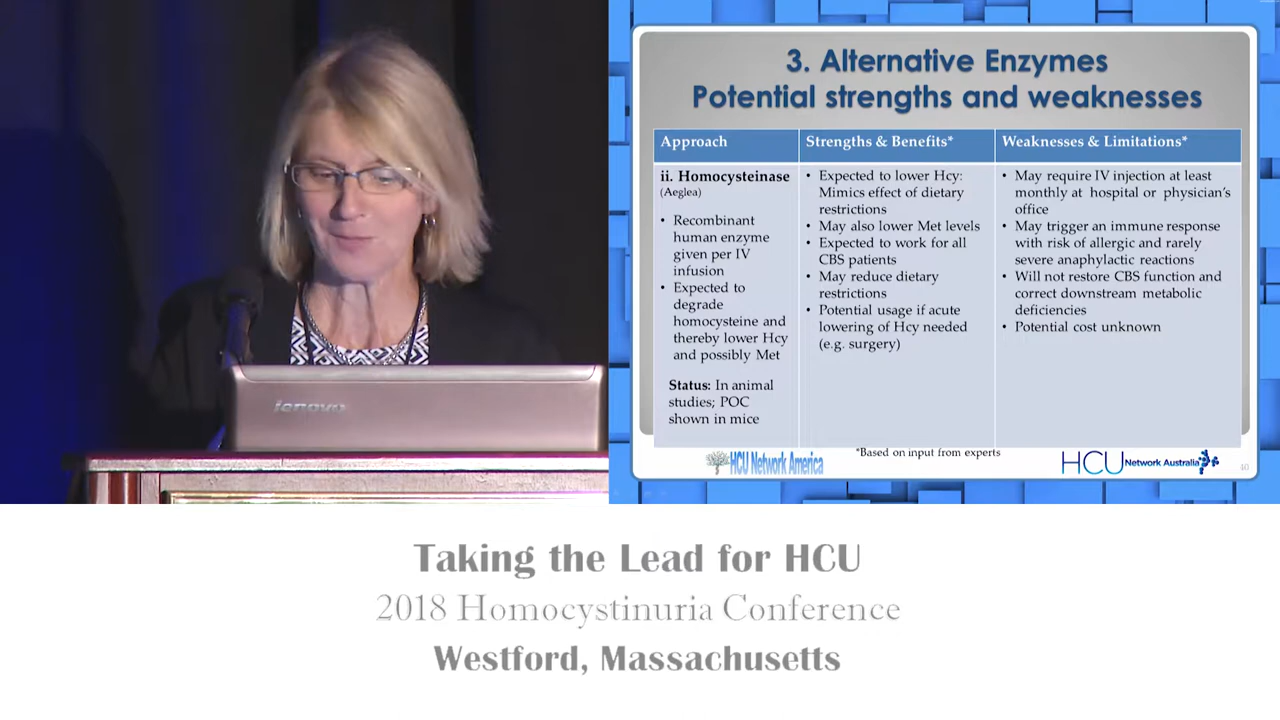 3. Alternative Enzymes
Potential strengths and weaknesses
Approach
Strengths & Benefits*
Weaknesses & Limitations*
ii. Homocysteinase
(Aeglea)
• Recombinant
human enzyme
given per IV
infusion
• Expected to
degrade
homocysteine and
thereby lower Hcy
and possibly Met
Status: In animal
studies; POC
shown in mice
• Expected to lower Hcy:
Mimics effect of dietary
restrictions
• May also lower Met levels
• Expected to work for all
CBS patients
• May reduce dietary
restrictions
• Potential usage if acute
lowering of Hcy needed
(e.g. surgery)
• May require IV injection at least
monthly at hospital or physician's
office
• May trigger an immune response
with risk of allergic and rarely
severe anaphylactic reactions
• Will not restore CBS function and
correct downstream metabolic
deficiencies
• Potential cost unknown
*Based on input from experts
HCU Network America
HCU Network Australia
40
lenovo
Taking the Lead for HCU
2018 Homocystinuria Conference
Westford, Massachusetts